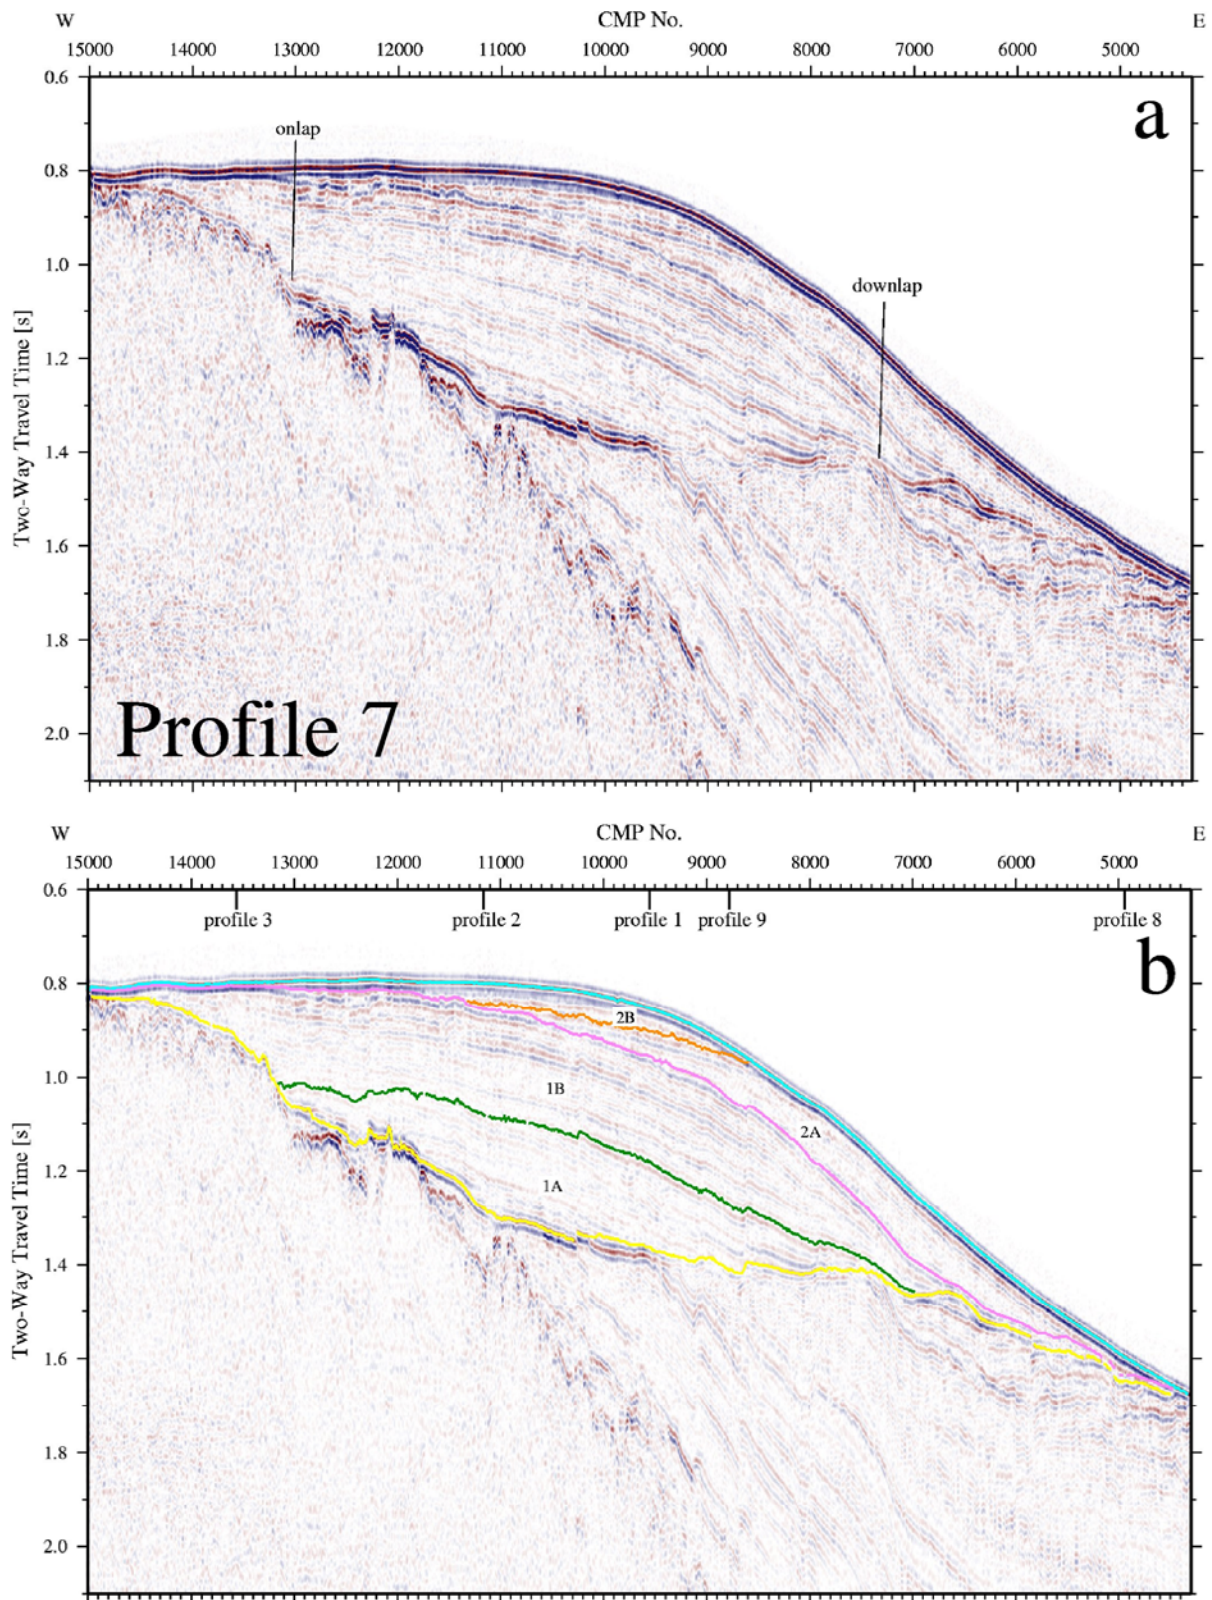 W CMP No. E
15000 14000 13000 12000 11000 10000 9000 8000 7000 6000 5000
0.6
a
onlap
0.8
1.0
downlap
Two-Way Travel Time [s]
1.2
1.4
1.6
1.8
Profile 7
2.0
W CMP No. E
15000 14000 13000 12000 11000 10000 9000 8000 7000 6000 5000
0.6
profile 3 profile 2 profile 1 profile 9 profile 8
b
0.8
2B
1.0
1B
2A
Two-Way Travel Time [s]
1.2
1A
1.4
1.6
1.8
2.0